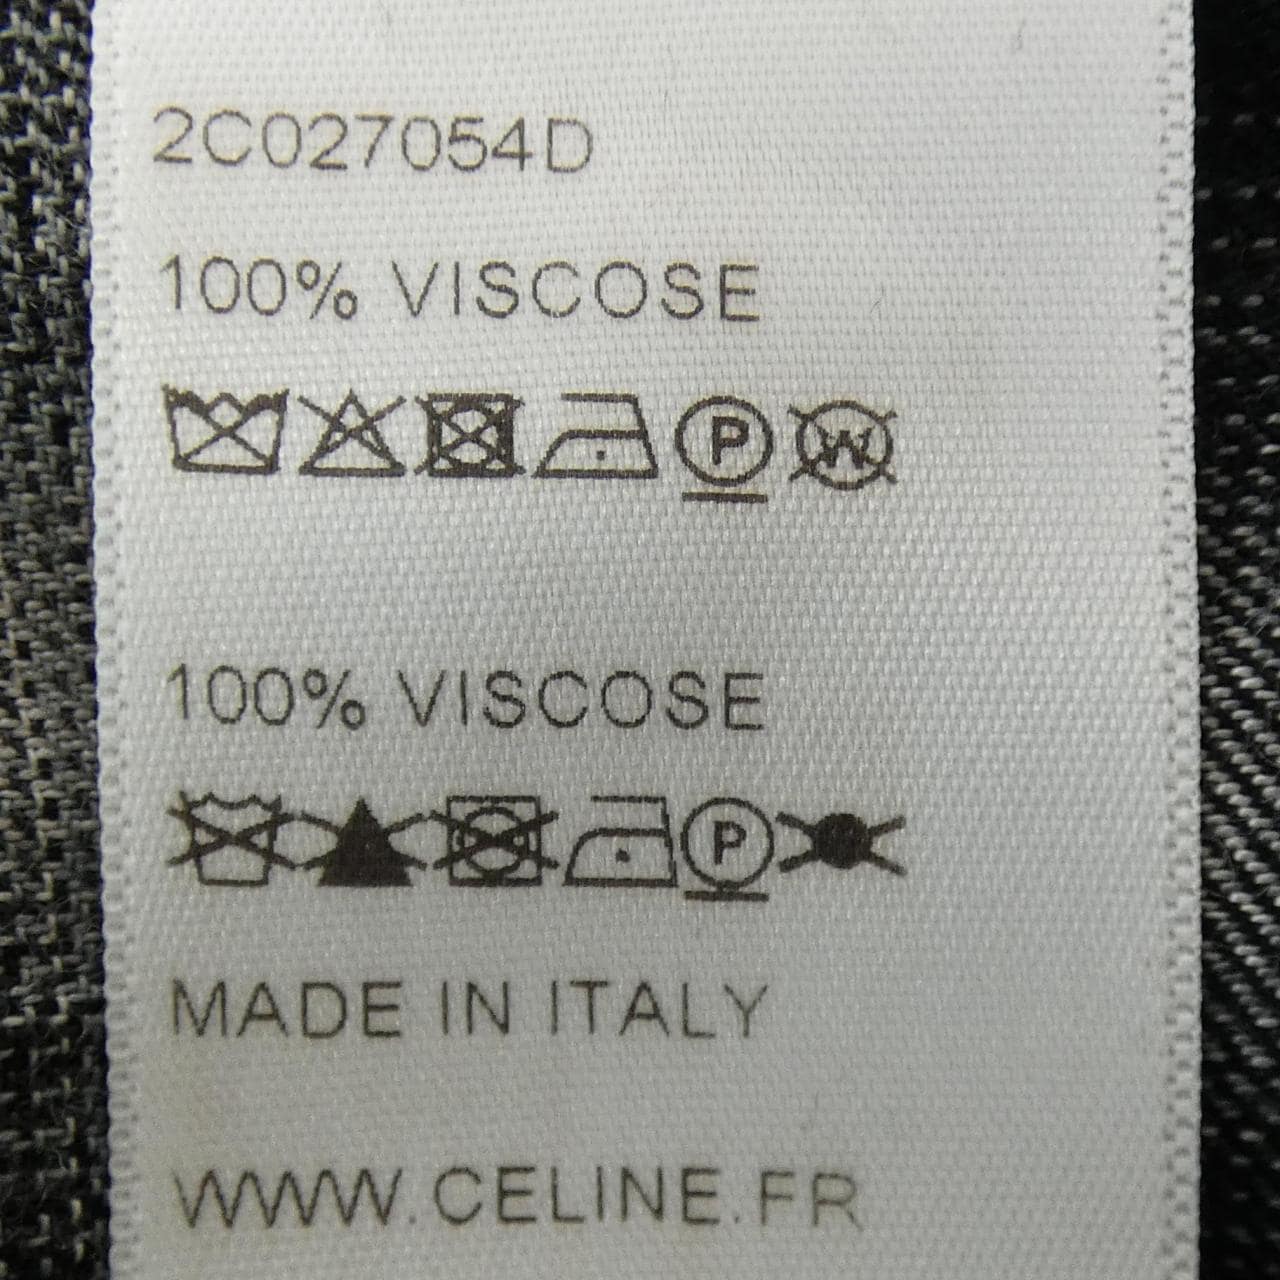 2C027054D
100% VISCOSE
P W
100% VISCOSE
P
MADE IN ITALY
WWW.CELINE.FR